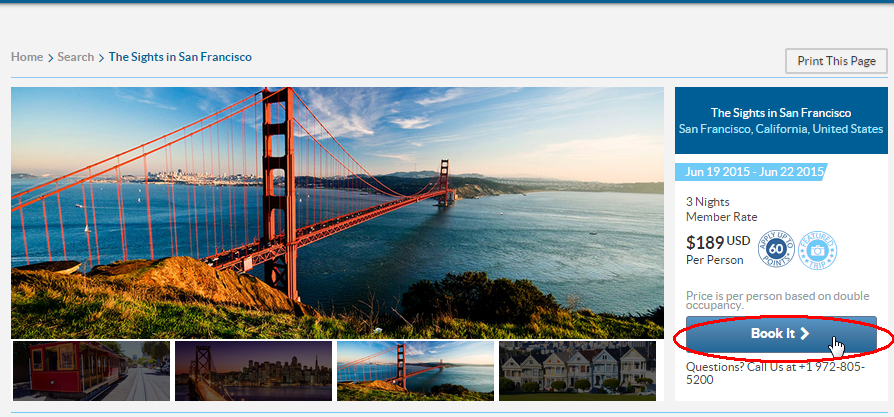 Home > Search > The Sights in San Francisco
Print This Page
The Sights in San Francisco
San Francisco, California, United States
Jun 19 2015 - Jun 22 2015
3 Nights
Member Rate
$189 USD
Per Person
APPLY UP TO
60
POINTS
FEATURED
TRIP
Price is per person based on double
occupancy.
Book It >
Questions? Call Us at +1 972-805-
5200